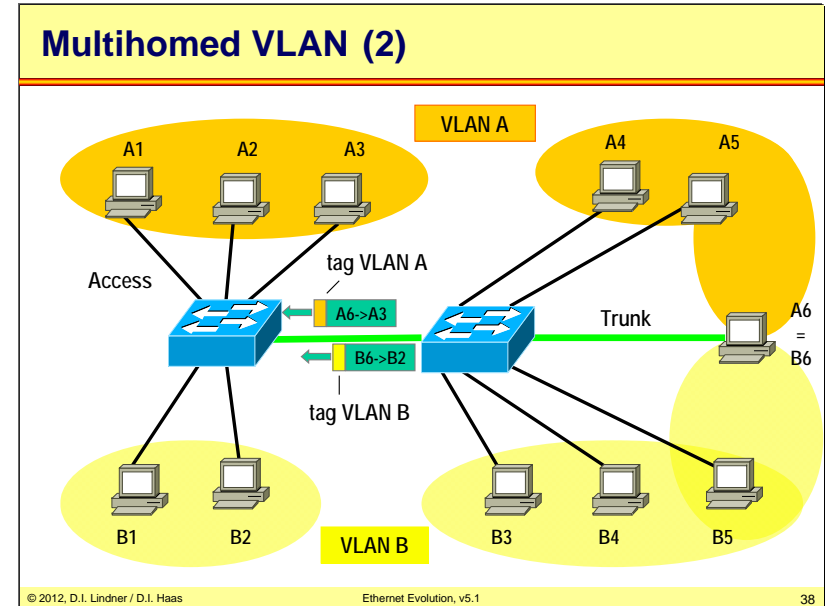 Multihomed VLAN (2)
VLAN A
A1
A2
A3
A4
A5
tag VLAN A
Access
A6->A3
Trunk
A6
=
B6
B6->B2
tag VLAN B
B1
B2
VLAN B
B3
B4
B5
© 2012, D.I. Lindner / D.I. Haas
Ethernet Evolution, v5.1
38